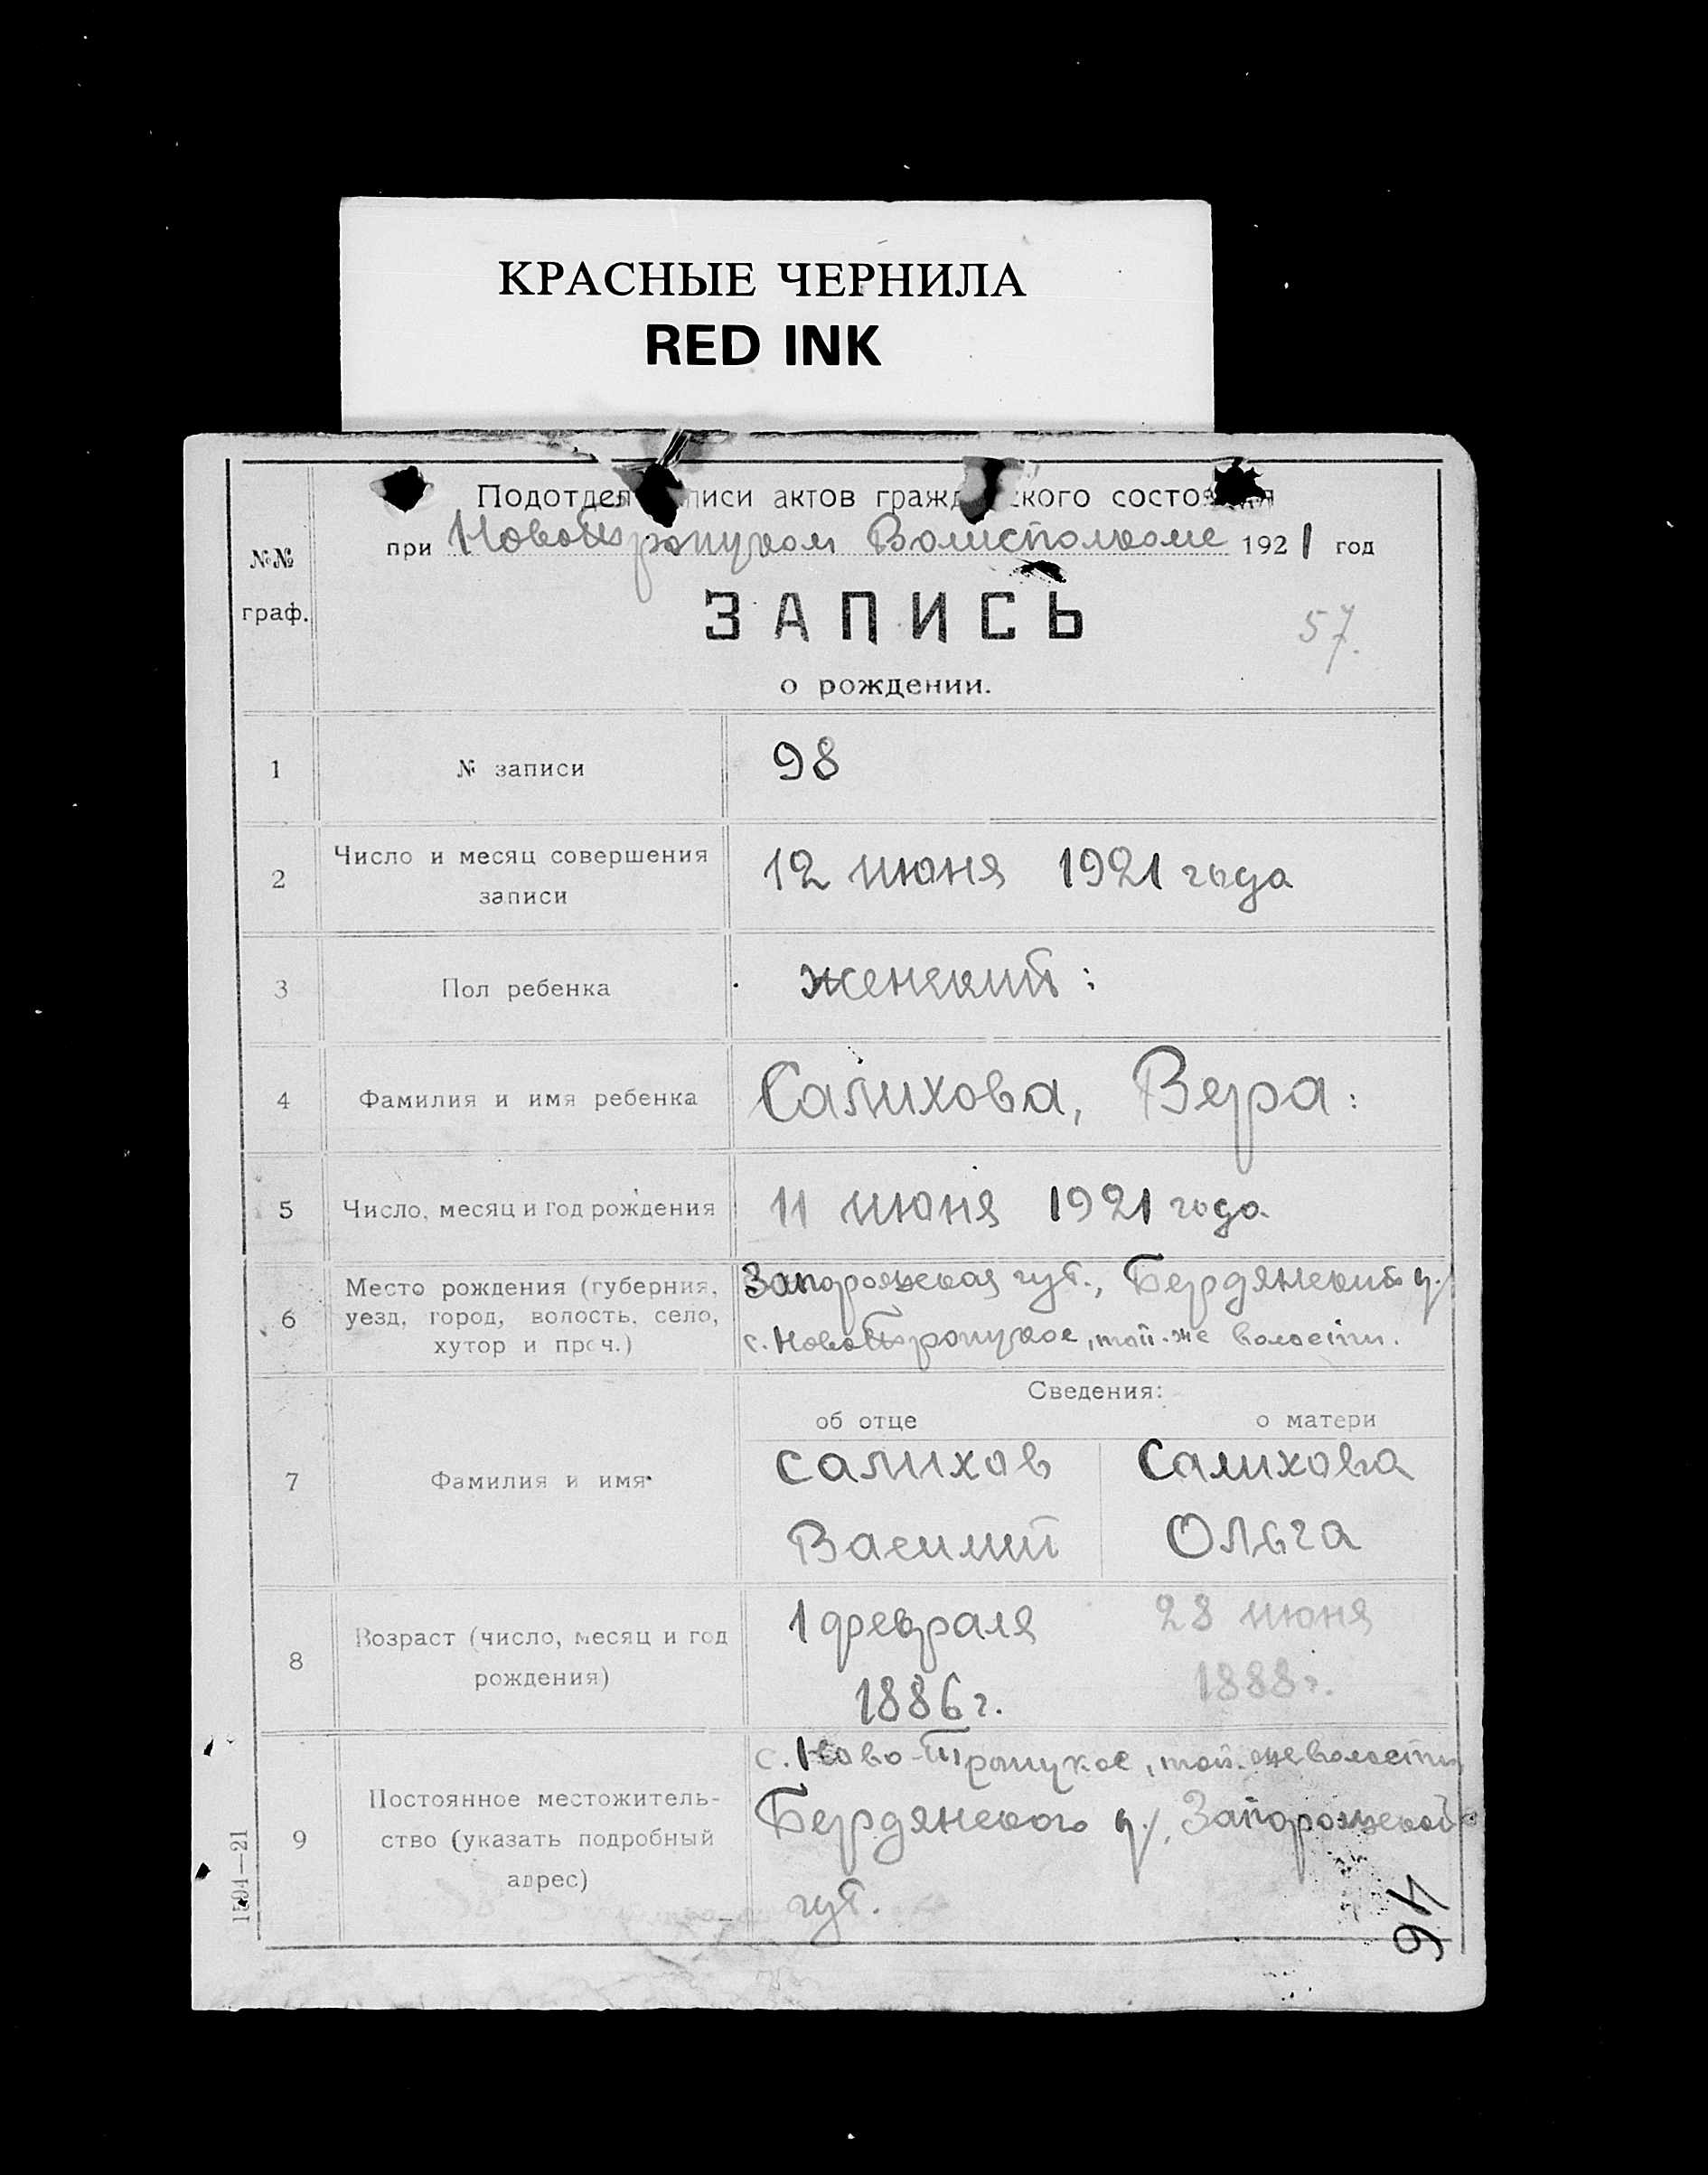 КРАСНЫЕ ЧЕРНИЛА
RED INK
Подотдел записи актов гражданского состояния
при НовоТроицком Волисполкоме 1921 год
№№
граф.
ЗАПИСЬ
57.
о рождении.
1 № записи 98
2 Число и месяц совершения
записи
12 июня 1921 года
3 Пол ребенка женский:
4 Фамилия и имя ребенка Салихова, Вера:
5 Число, месяц и год рождения 11 июня 1921 года
6 Место рождения (губерния,
уезд, город, волость, село,
хутор и проч.)
Запорожская губ., Бердянский у.
с. НовоТроицкое, той-же волости.
Сведения:
об отце о матери
7 Фамилия и имя
Салихов Салихова
Василий Ольга
8 Возраст (число, месяц и год
рождения)
1 февраля 28 июня
1886 г. 1888 г.
9 Постоянное местожитель-
ство (указать подробный
адрес)
с. Ново-Троицкое, той-же волости
Бердянского у., Запорожской
губ.
1594—21
46